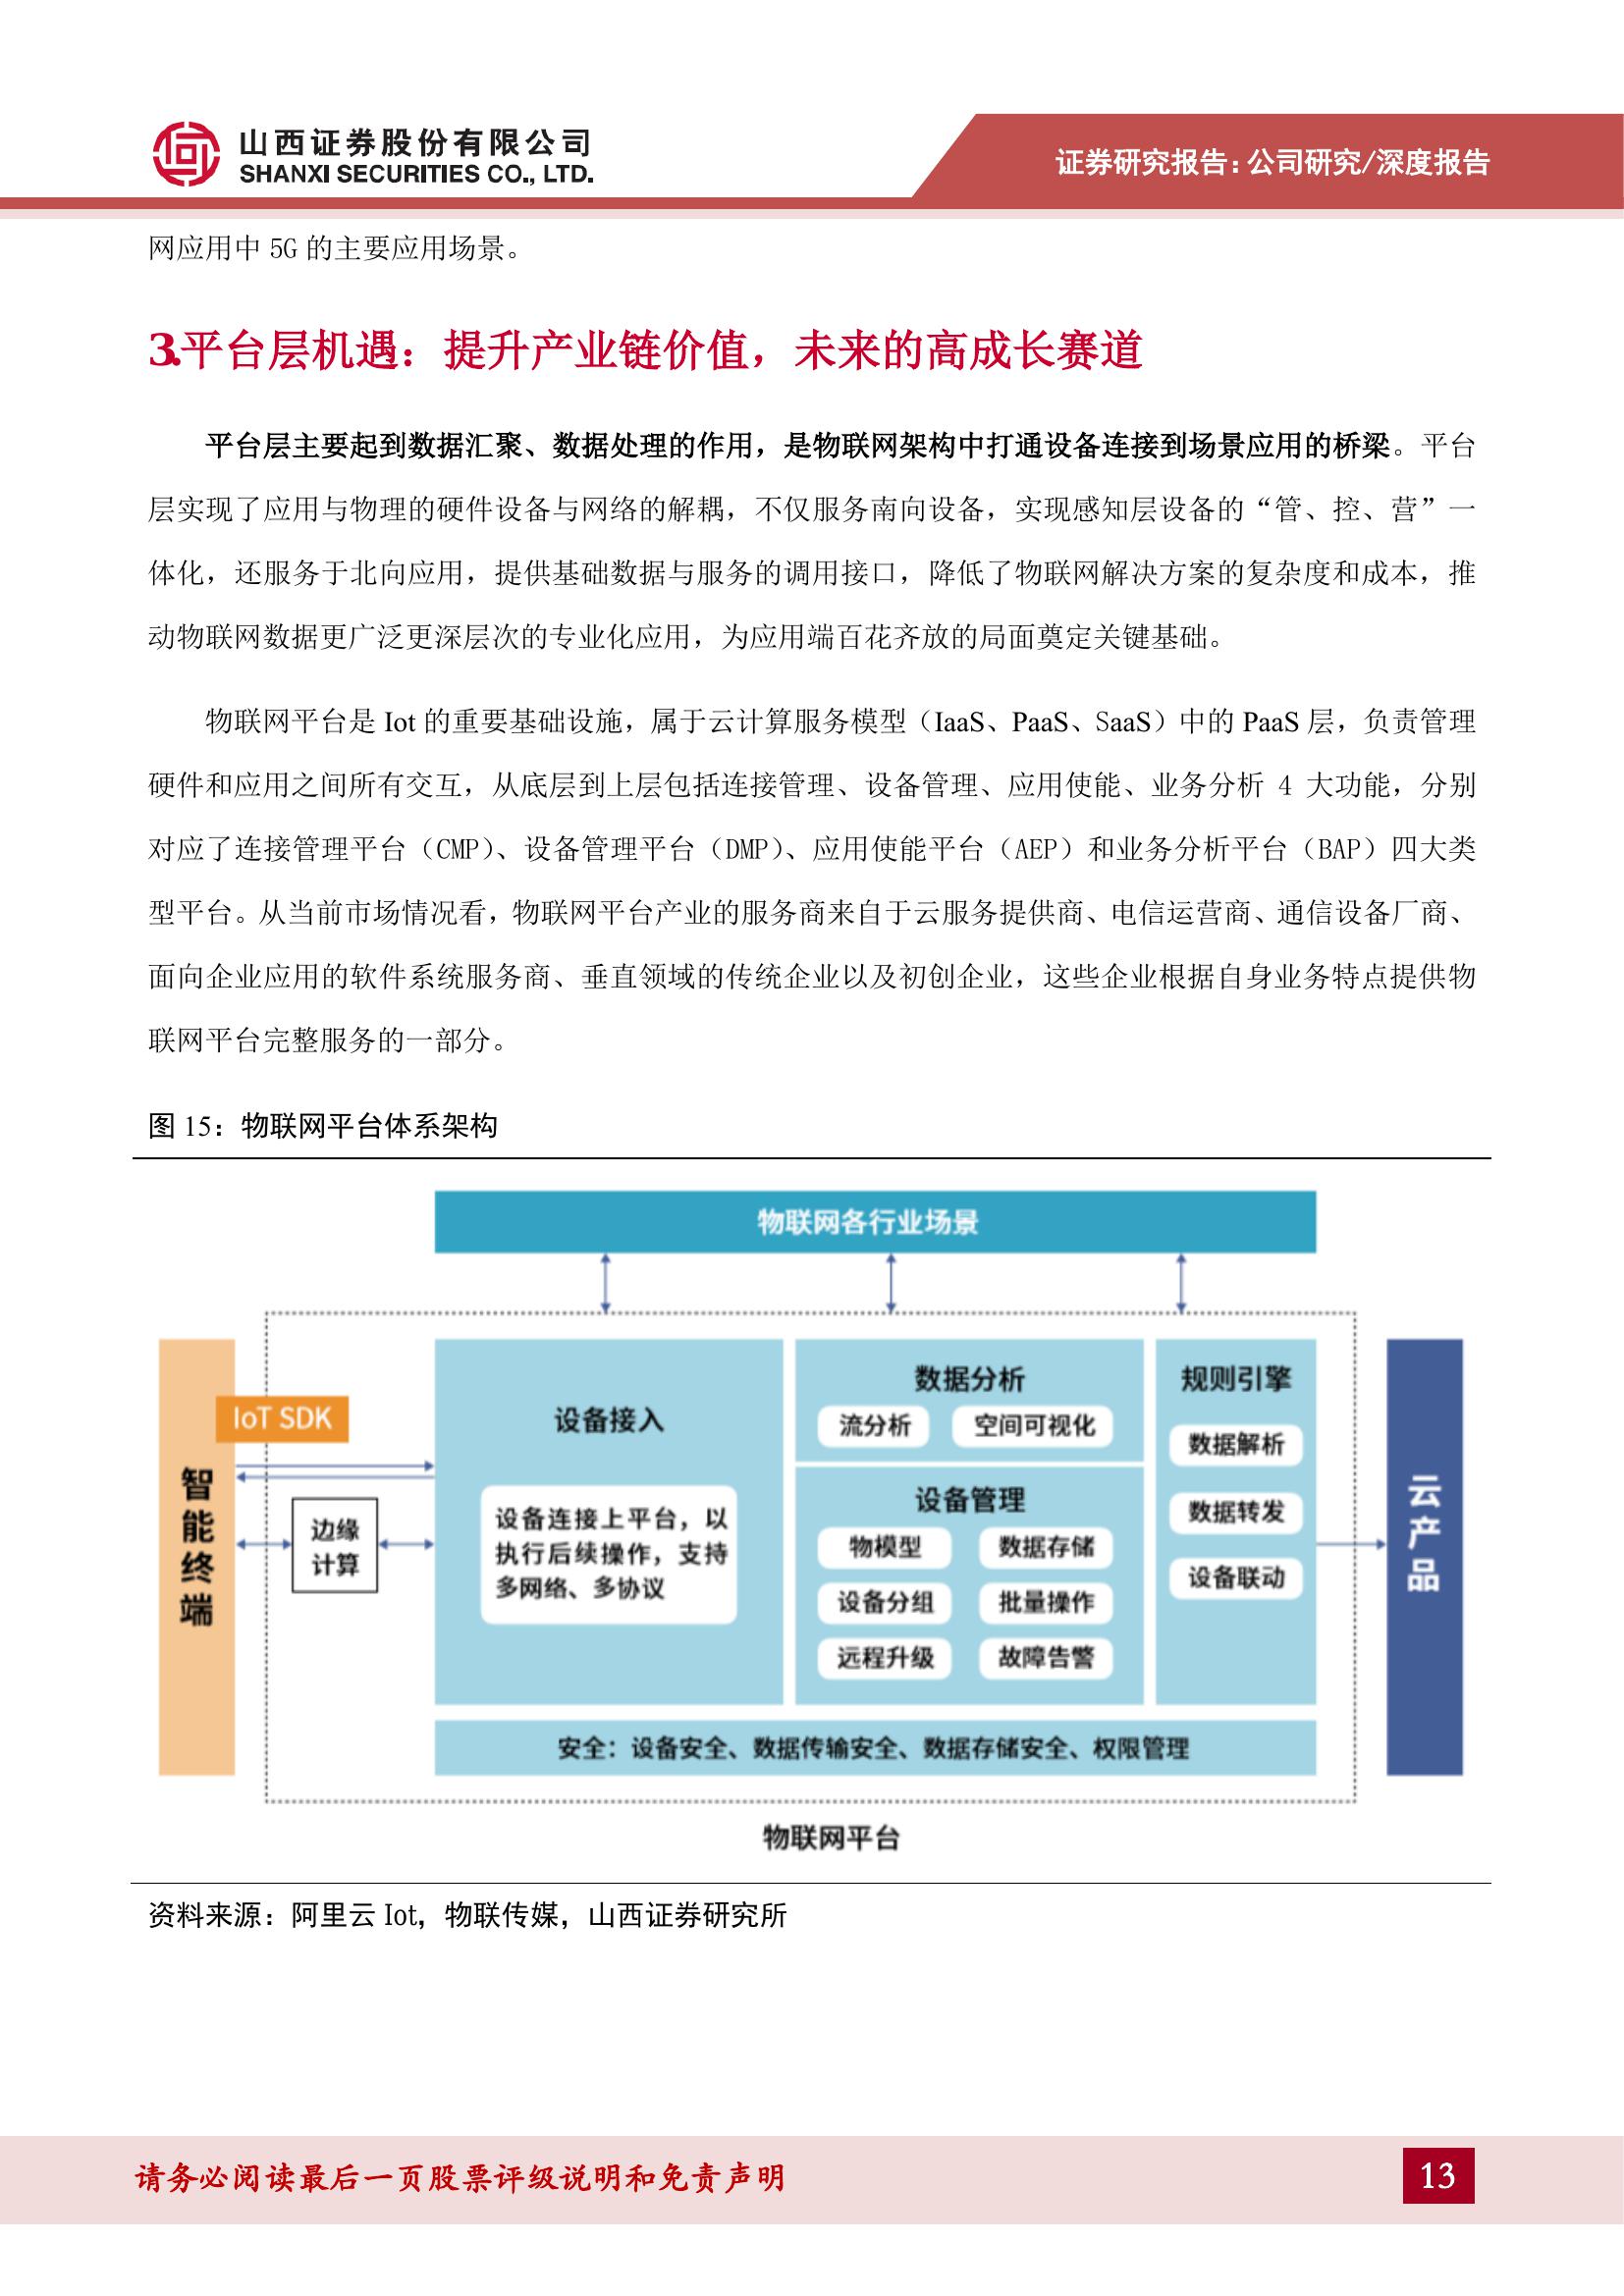 山西证券股份有限公司
SHANXI SECURITIES CO., LTD.
证券研究报告：公司研究/深度报告
网应用中 5G 的主要应用场景。
3.平台层机遇：提升产业链价值，未来的高成长赛道
平台层主要起到数据汇聚、数据处理的作用，是物联网架构中打通设备连接到场景应用的桥梁。平台
层实现了应用与物理的硬件设备与网络的解耦，不仅服务南向设备，实现感知层设备的“管、控、营”一
体化，还服务于北向应用，提供基础数据与服务的调用接口，降低了物联网解决方案的复杂度和成本，推
动物联网数据更广泛更深层次的专业化应用，为应用端百花齐放的局面奠定关键基础。
物联网平台是 Iot 的重要基础设施，属于云计算服务模型（IaaS、PaaS、SaaS）中的 PaaS 层，负责管理
硬件和应用之间所有交互，从底层到上层包括连接管理、设备管理、应用使能、业务分析 4 大功能，分别
对应了连接管理平台（CMP）、设备管理平台（DMP）、应用使能平台（AEP）和业务分析平台（BAP）四大类
型平台。从当前市场情况看，物联网平台产业的服务商来自于云服务提供商、电信运营商、通信设备厂商、
面向企业应用的软件系统服务商、垂直领域的传统企业以及初创企业，这些企业根据自身业务特点提供物
联网平台完整服务的一部分。
图 15：物联网平台体系架构
物联网各行业场景
智能终端
IoT SDK
边缘
计算
设备接入
设备连接上平台，以
执行后续操作，支持
多网络、多协议
数据分析
流分析 空间可视化
设备管理
物模型 数据存储
设备分组 批量操作
远程升级 故障告警
规则引擎
数据解析
数据转发
设备联动
云产品
安全：设备安全、数据传输安全、数据存储安全、权限管理
物联网平台
资料来源：阿里云 Iot，物联传媒，山西证券研究所
请务必阅读最后一页股票评级说明和免责声明
13